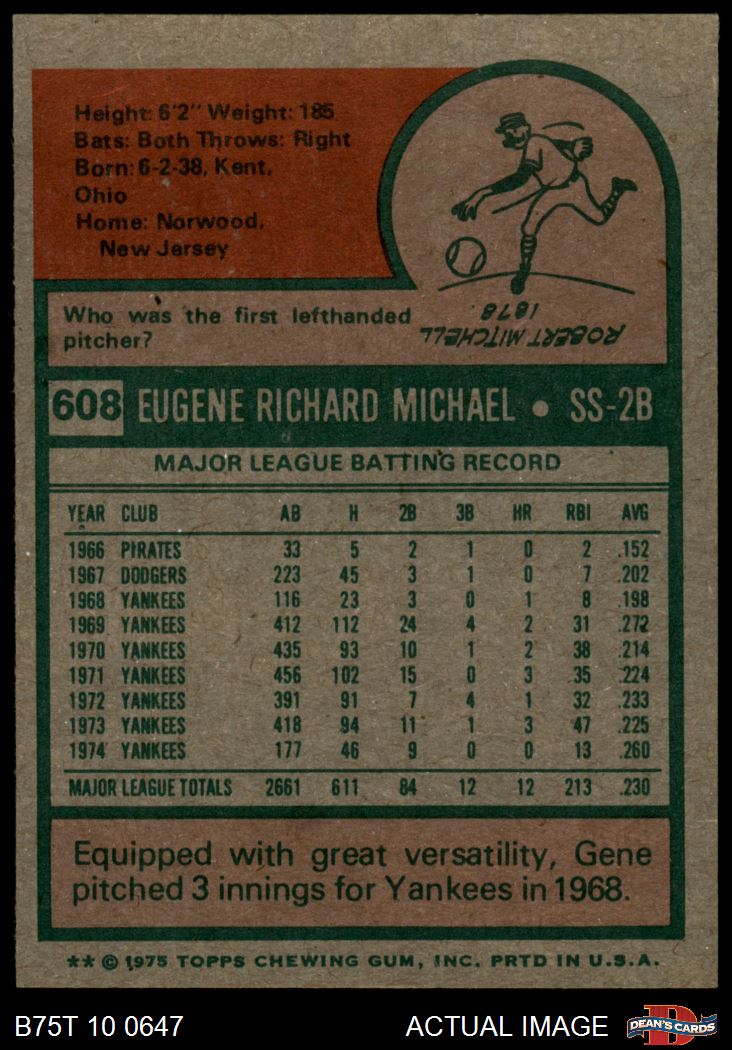 Height: 6'2" Weight: 185
Bats: Both Throws: Right
Born: 6-2-38, Kent,
Ohio
Home: Norwood,
New Jersey
Who was the first lefthanded
pitcher?
ROBERT MITCHELL
1878
608 EUGENE RICHARD MICHAEL • SS-2B
MAJOR LEAGUE BATTING RECORD
YEAR CLUB AB H 2B 3B HR RBI AVG
1966 PIRATES 33 5 2 1 0 2 .152
1967 DODGERS 223 45 3 1 0 7 .202
1968 YANKEES 116 23 3 0 1 8 .198
1969 YANKEES 412 112 24 4 2 31 .272
1970 YANKEES 435 93 10 1 2 38 .214
1971 YANKEES 456 102 15 0 3 35 .224
1972 YANKEES 391 91 7 4 1 32 .233
1973 YANKEES 418 94 11 1 3 47 .225
1974 YANKEES 177 46 9 0 0 13 .260
MAJOR LEAGUE TOTALS 2661 611 84 12 12 213 .230
Equipped with great versatility, Gene
pitched 3 innings for Yankees in 1968.
** © 1975 TOPPS CHEWING GUM, INC. PRTD IN U.S.A.
B75T 10 0647 ACTUAL IMAGE D DEAN'S CARDS